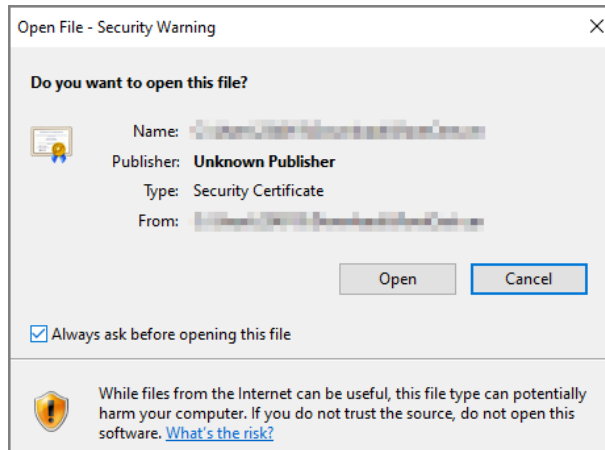 Open File - Security Warning
Do you want to open this file?
Name:
Publisher: Unknown Publisher
Type: Security Certificate
From:
Open
Cancel
Always ask before opening this file
While files from the Internet can be useful, this file type can potentially
harm your computer. If you do not trust the source, do not open this
software. What's the risk?